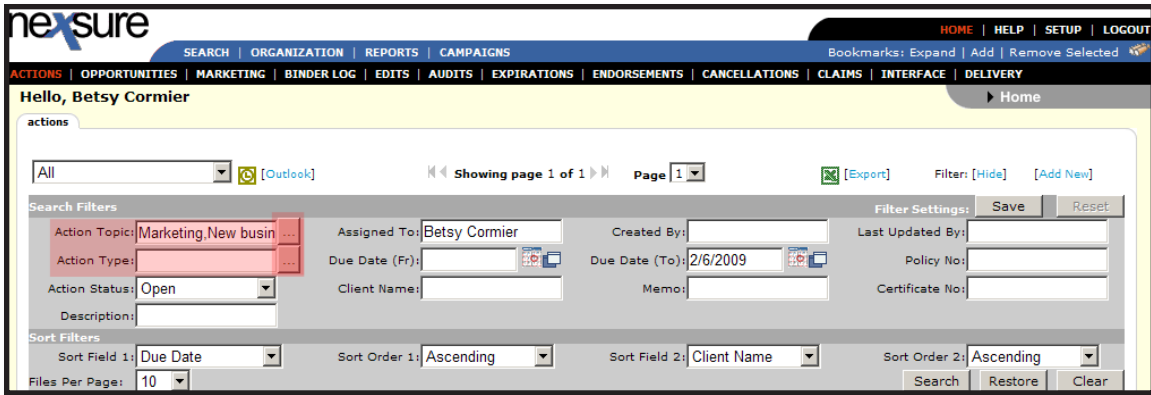 nexsure
HOME | HELP | SETUP | LOGOUT
SEARCH | ORGANIZATION | REPORTS | CAMPAIGNS
Bookmarks: Expand | Add | Remove Selected
ACTIONS | OPPORTUNITIES | MARKETING | BINDER LOG | EDITS | AUDITS | EXPIRATIONS | ENDORSEMENTS | CANCELLATIONS | CLAIMS | INTERFACE | DELIVERY
Hello, Betsy Cormier
Home
actions
All [Outlook] Showing page 1 of 1 Page 1 [Export] Filter: [Hide] [Add New]
Search Filters Filter Settings: Save Reset
Action Topic: Marketing,New busin ... Assigned To: Betsy Cormier Created By: Last Updated By:
Action Type: ... Due Date (Fr): Due Date (To): 2/6/2009 Policy No:
Action Status: Open Client Name: Memo: Certificate No:
Description:
Sort Filters
Sort Field 1: Due Date Sort Order 1: Ascending Sort Field 2: Client Name Sort Order 2: Ascending
Files Per Page: 10 Search Restore Clear